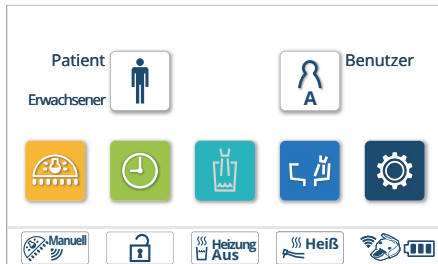 Patient
Benutzer
Erwachsener
A
Manuell
Heizung
Aus
Heiß